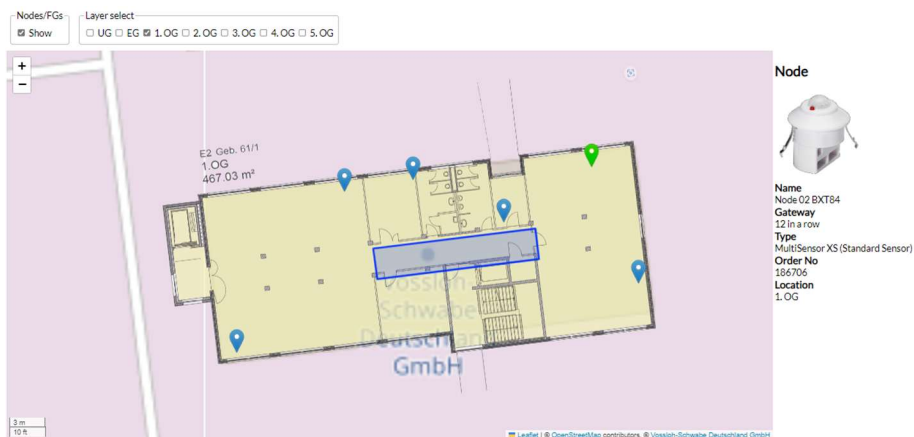 Nodes/FGs
Show
Layer select
UG EG 1.OG 2.OG 3.OG 4.OG 5.OG
+
−
E2 Geb. 61/1
1.OG
467.03 m²
Vossloh-
Schwabe
Deutschland
GmbH
3 m
10 ft
Leaflet | © OpenStreetMap contributors, © Vossloh-Schwabe Deutschland GmbH
Node
Name
Node 02 BXT84
Gateway
12 in a row
Type
MultiSensor XS (Standard Sensor)
Order No
186706
Location
1.OG